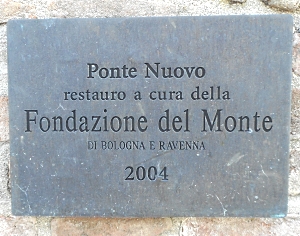 Ponte Nuovo
restauro a cura della
Fondazione del Monte
DI BOLOGNA E RAVENNA
2004